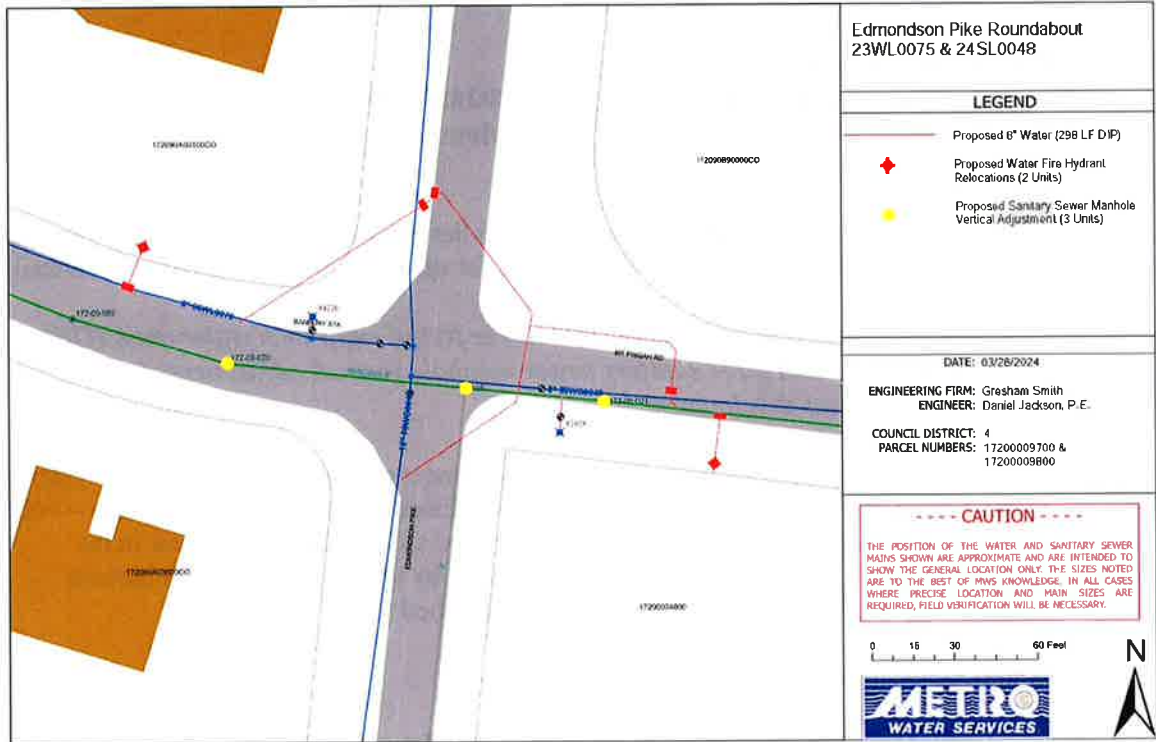 Edmondson Pike Roundabout
23WL0075 & 24SL0048
LEGEND
Proposed 8" Water (298 LF DIP)
Proposed Water Fire Hydrant
Relocations (2 Units)
Proposed Sanitary Sewer Manhole
Vertical Adjustment (3 Units)
DATE: 03/28/2024
ENGINEERING FIRM: Gresham Smith
ENGINEER: Daniel Jackson, P.E.
COUNCIL DISTRICT: 4
PARCEL NUMBERS: 17200009700 &
17200009800
---- CAUTION ----
THE POSITION OF THE WATER AND SANITARY SEWER
MAINS SHOWN ARE APPROXIMATE AND ARE INTENDED TO
SHOW THE GENERAL LOCATION ONLY. THE SIZES NOTED
ARE TO THE BEST OF MWS KNOWLEDGE. IN ALL CASES
WHERE PRECISE LOCATION AND MAIN SIZES ARE
REQUIRED, FIELD VERIFICATION WILL BE NECESSARY.
0 15 30 60 Feet
N
METRO
WATER SERVICES
MT PISGAH RD
EDMONDSON PIKE